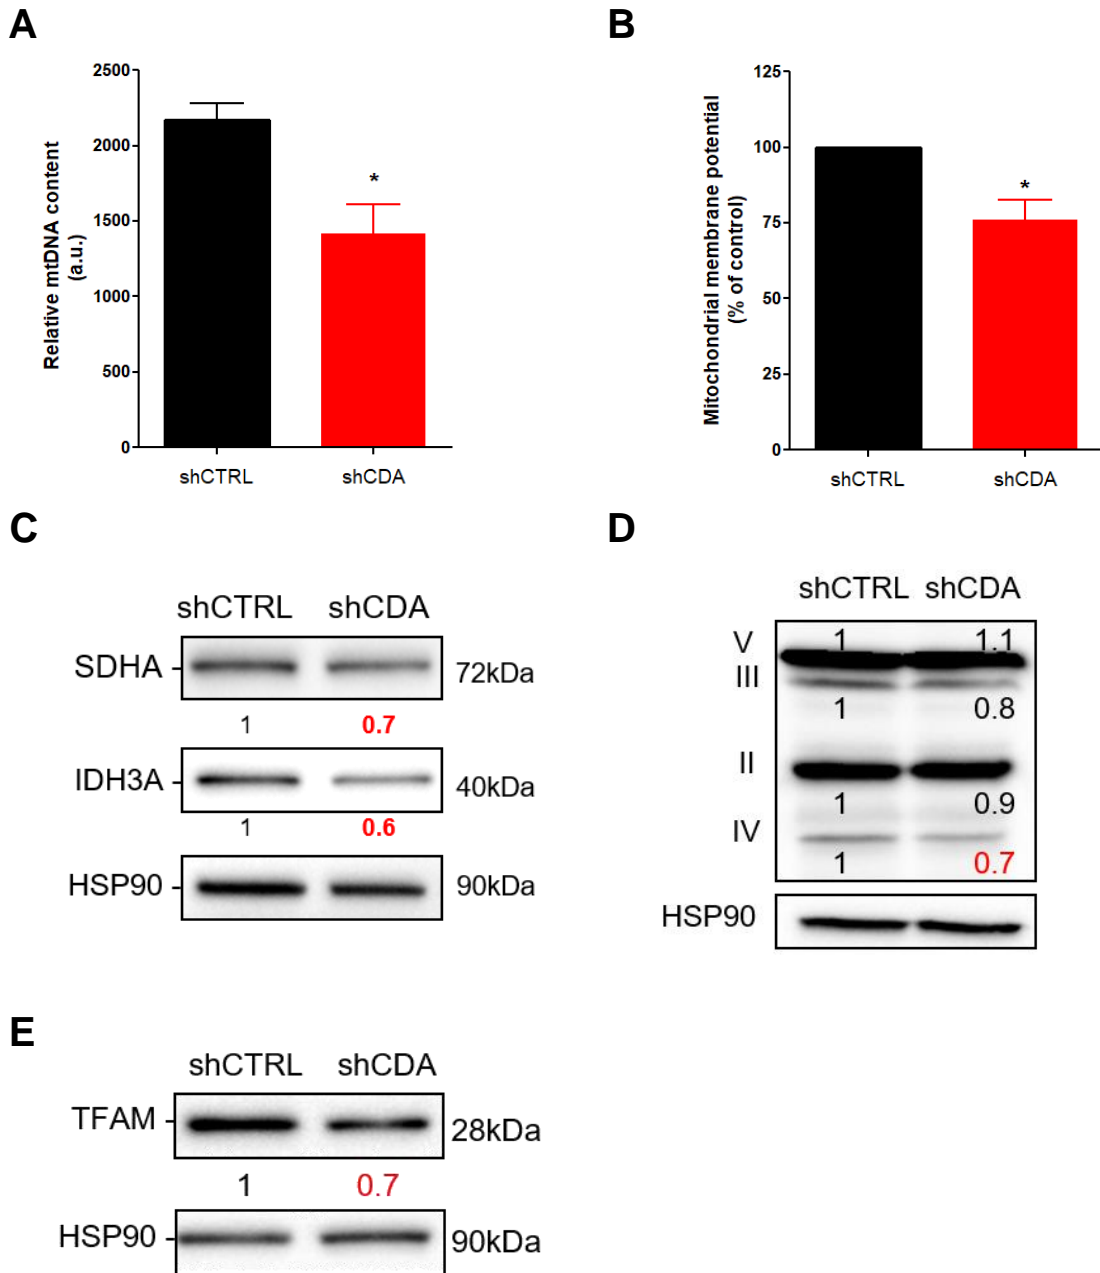 A
Relative mtDNA content
(a.u.)
2500
2000
1500
1000
500
0
*
shCTRL
shCDA
B
Mitochondrial membrane potential
(% of control)
125
100
75
50
25
0
*
shCTRL
shCDA
C
shCTRL shCDA
SDHA
72kDa
1 0.7
IDH3A
40kDa
1 0.6
HSP90
90kDa
D
shCTRL shCDA
V
1 1.1
III
1 0.8
II
1 0.9
IV
1 0.7
HSP90
E
shCTRL shCDA
TFAM
28kDa
1 0.7
HSP90
90kDa